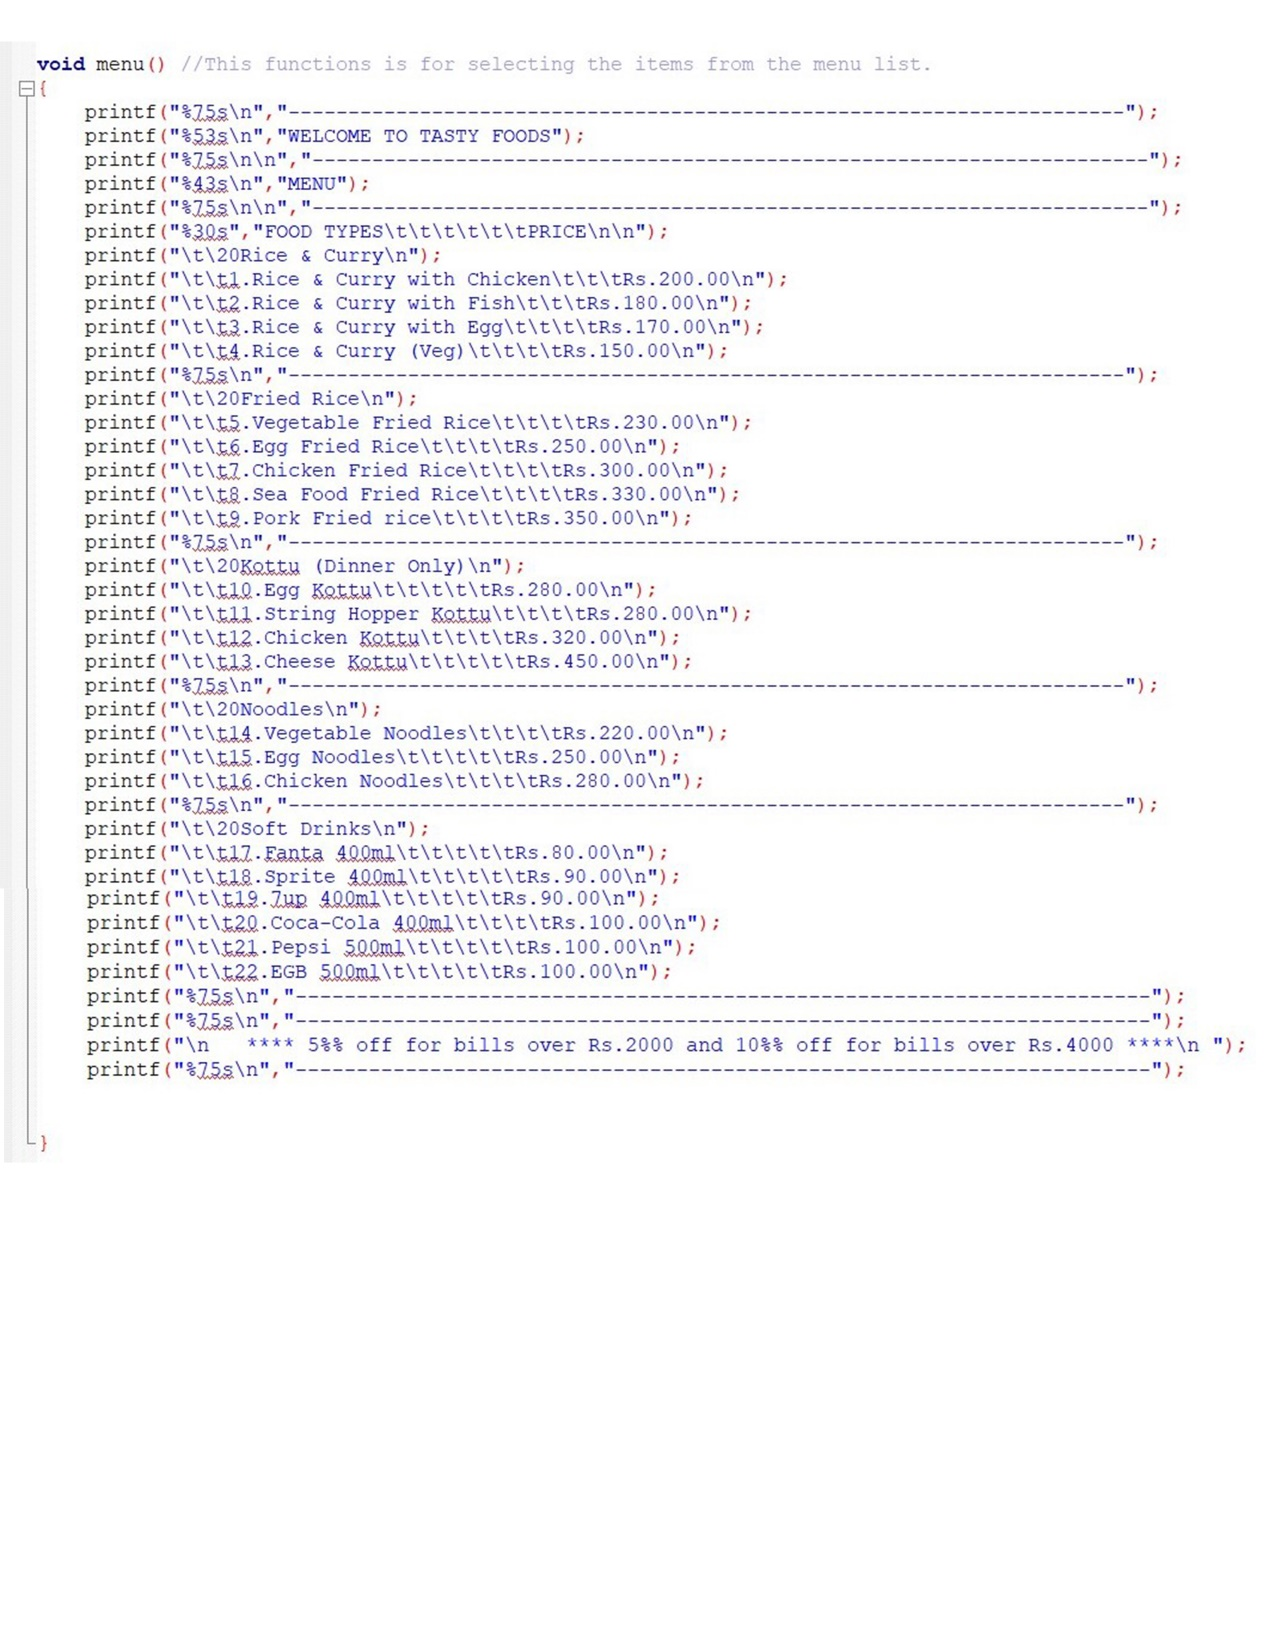 void menu() //This functions is for selecting the items from the menu list.
{
printf("%75s\n","----------------------------------------------------------------------");
printf("%53s\n","WELCOME TO TASTY FOODS");
printf("%75s\n\n","----------------------------------------------------------------------");
printf("%43s\n","MENU");
printf("%75s\n\n","----------------------------------------------------------------------");
printf("%30s","FOOD TYPES\t\t\t\t\t\tPRICE\n\n");
printf("\t\20Rice & Curry\n");
printf("\t\t1.Rice & Curry with Chicken\t\t\tRs.200.00\n");
printf("\t\t2.Rice & Curry with Fish\t\t\tRs.180.00\n");
printf("\t\t3.Rice & Curry with Egg\t\t\t\tRs.170.00\n");
printf("\t\t4.Rice & Curry (Veg)\t\t\t\tRs.150.00\n");
printf("%75s\n","----------------------------------------------------------------------");
printf("\t\20Fried Rice\n");
printf("\t\t5.Vegetable Fried Rice\t\t\t\tRs.230.00\n");
printf("\t\t6.Egg Fried Rice\t\t\t\tRs.250.00\n");
printf("\t\t7.Chicken Fried Rice\t\t\t\tRs.300.00\n");
printf("\t\t8.Sea Food Fried Rice\t\t\t\tRs.330.00\n");
printf("\t\t9.Pork Fried rice\t\t\t\tRs.350.00\n");
printf("%75s\n","----------------------------------------------------------------------");
printf("\t\20Kottu (Dinner Only)\n");
printf("\t\t10.Egg Kottu\t\t\t\t\tRs.280.00\n");
printf("\t\t11.String Hopper Kottu\t\t\t\tRs.280.00\n");
printf("\t\t12.Chicken Kottu\t\t\t\tRs.320.00\n");
printf("\t\t13.Cheese Kottu\t\t\t\t\tRs.450.00\n");
printf("%75s\n","----------------------------------------------------------------------");
printf("\t\20Noodles\n");
printf("\t\t14.Vegetable Noodles\t\t\t\tRs.220.00\n");
printf("\t\t15.Egg Noodles\t\t\t\t\tRs.250.00\n");
printf("\t\t16.Chicken Noodles\t\t\t\tRs.280.00\n");
printf("%75s\n","----------------------------------------------------------------------");
printf("\t\20Soft Drinks\n");
printf("\t\t17.Fanta 400ml\t\t\t\t\tRs.80.00\n");
printf("\t\t18.Sprite 400ml\t\t\t\t\tRs.90.00\n");
printf("\t\t19.7up 400ml\t\t\t\t\tRs.90.00\n");
printf("\t\t20.Coca-Cola 400ml\t\t\t\tRs.100.00\n");
printf("\t\t21.Pepsi 500ml\t\t\t\t\tRs.100.00\n");
printf("\t\t22.EGB 500ml\t\t\t\t\tRs.100.00\n");
printf("%75s\n","----------------------------------------------------------------------");
printf("%75s\n","----------------------------------------------------------------------");
printf("\n   **** 5%% off for bills over Rs.2000 and 10%% off for bills over Rs.4000 ****\n ");
printf("%75s\n","----------------------------------------------------------------------");
}